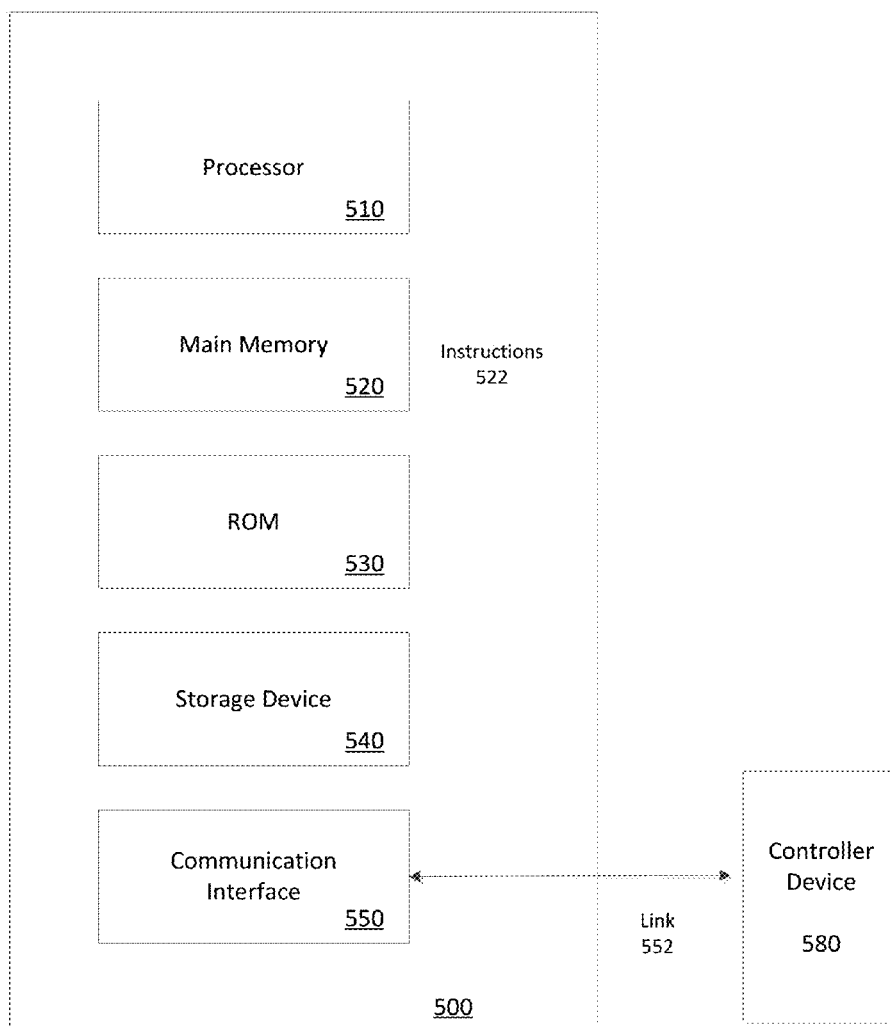 Processor
510
Main Memory
520
Instructions
522
ROM
530
Storage Device
540
Communication
Interface
550
Link
552
Controller
Device
580
500